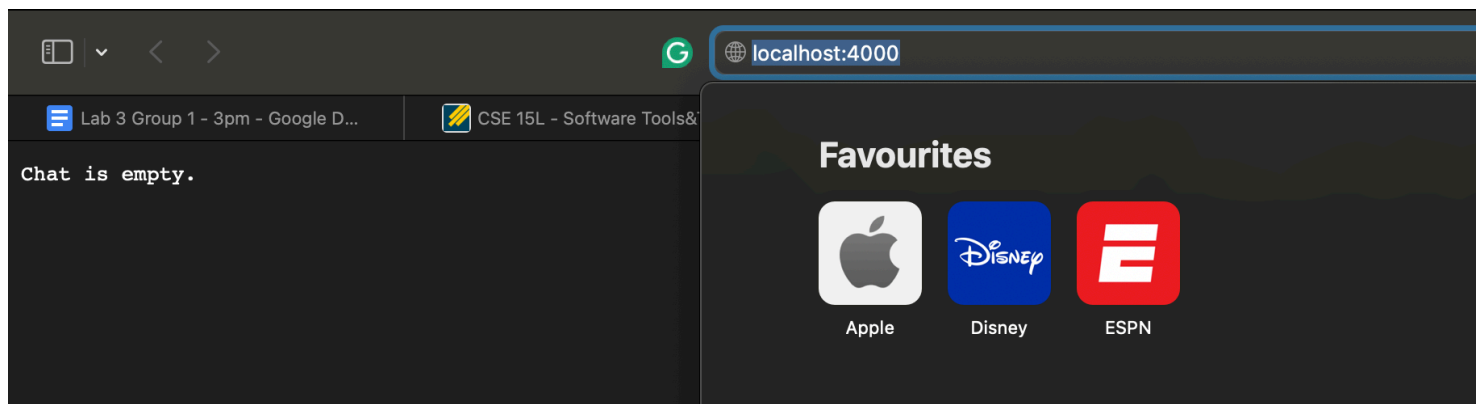 localhost:4000
Lab 3 Group 1 - 3pm - Google D...
CSE 15L - Software Tools&
Chat is empty.
Favourites
Disney
Apple
Disney
ESPN